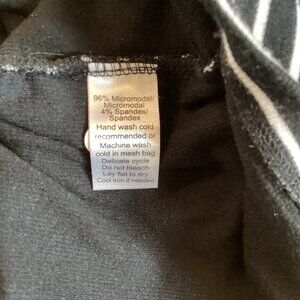 96% Micromodal/
Micromodal
4% Spandex/
Spandex
Hand wash cold
recommended or
Machine wash
cold in mesh bag
Delicate cycle
Do not bleach
Lay flat to dry
Cool Iron if needed